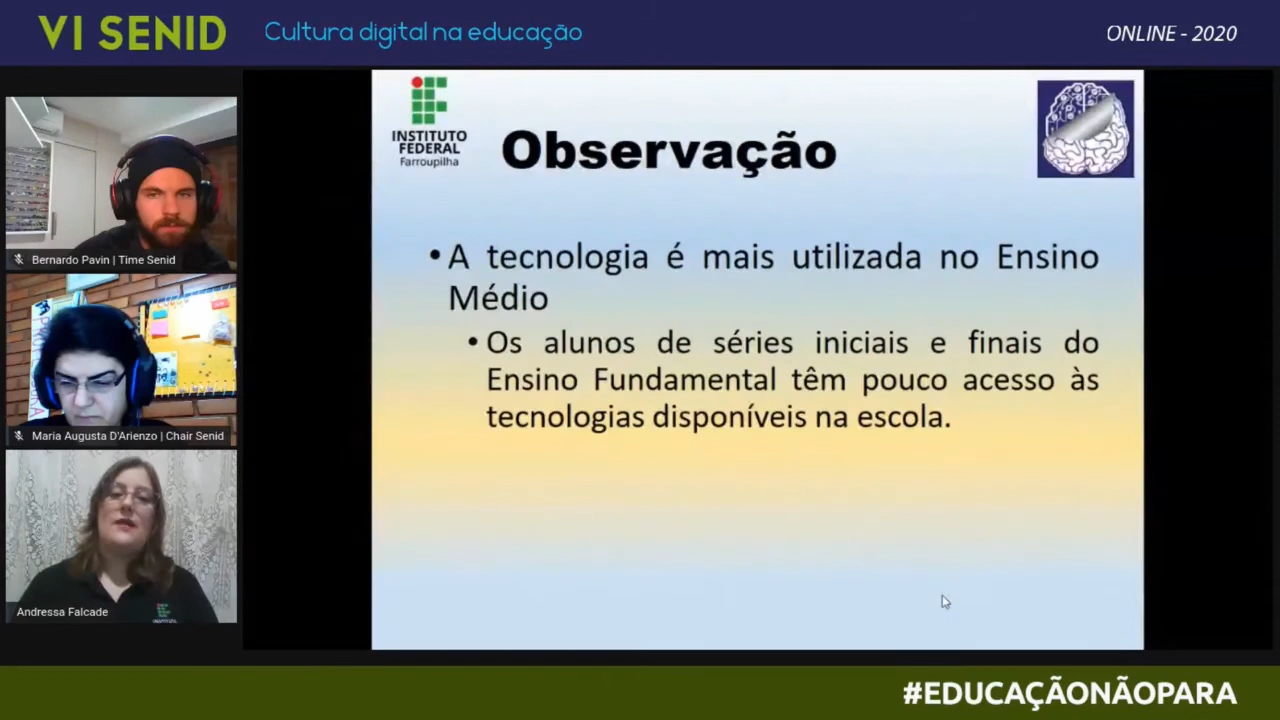 VI SENID
Cultura digital na educação
ONLINE - 2020
INSTITUTO
FEDERAL
Farroupilha
Observação
• A tecnologia é mais utilizada no Ensino
Médio
• Os alunos de séries iniciais e finais do
Ensino Fundamental têm pouco acesso às
tecnologias disponíveis na escola.
Bernardo Pavin | Time Senid
Maria Augusta D'Arienzo | Chair Senid
Andressa Falcade
#EDUCAÇÃONÃOPARA